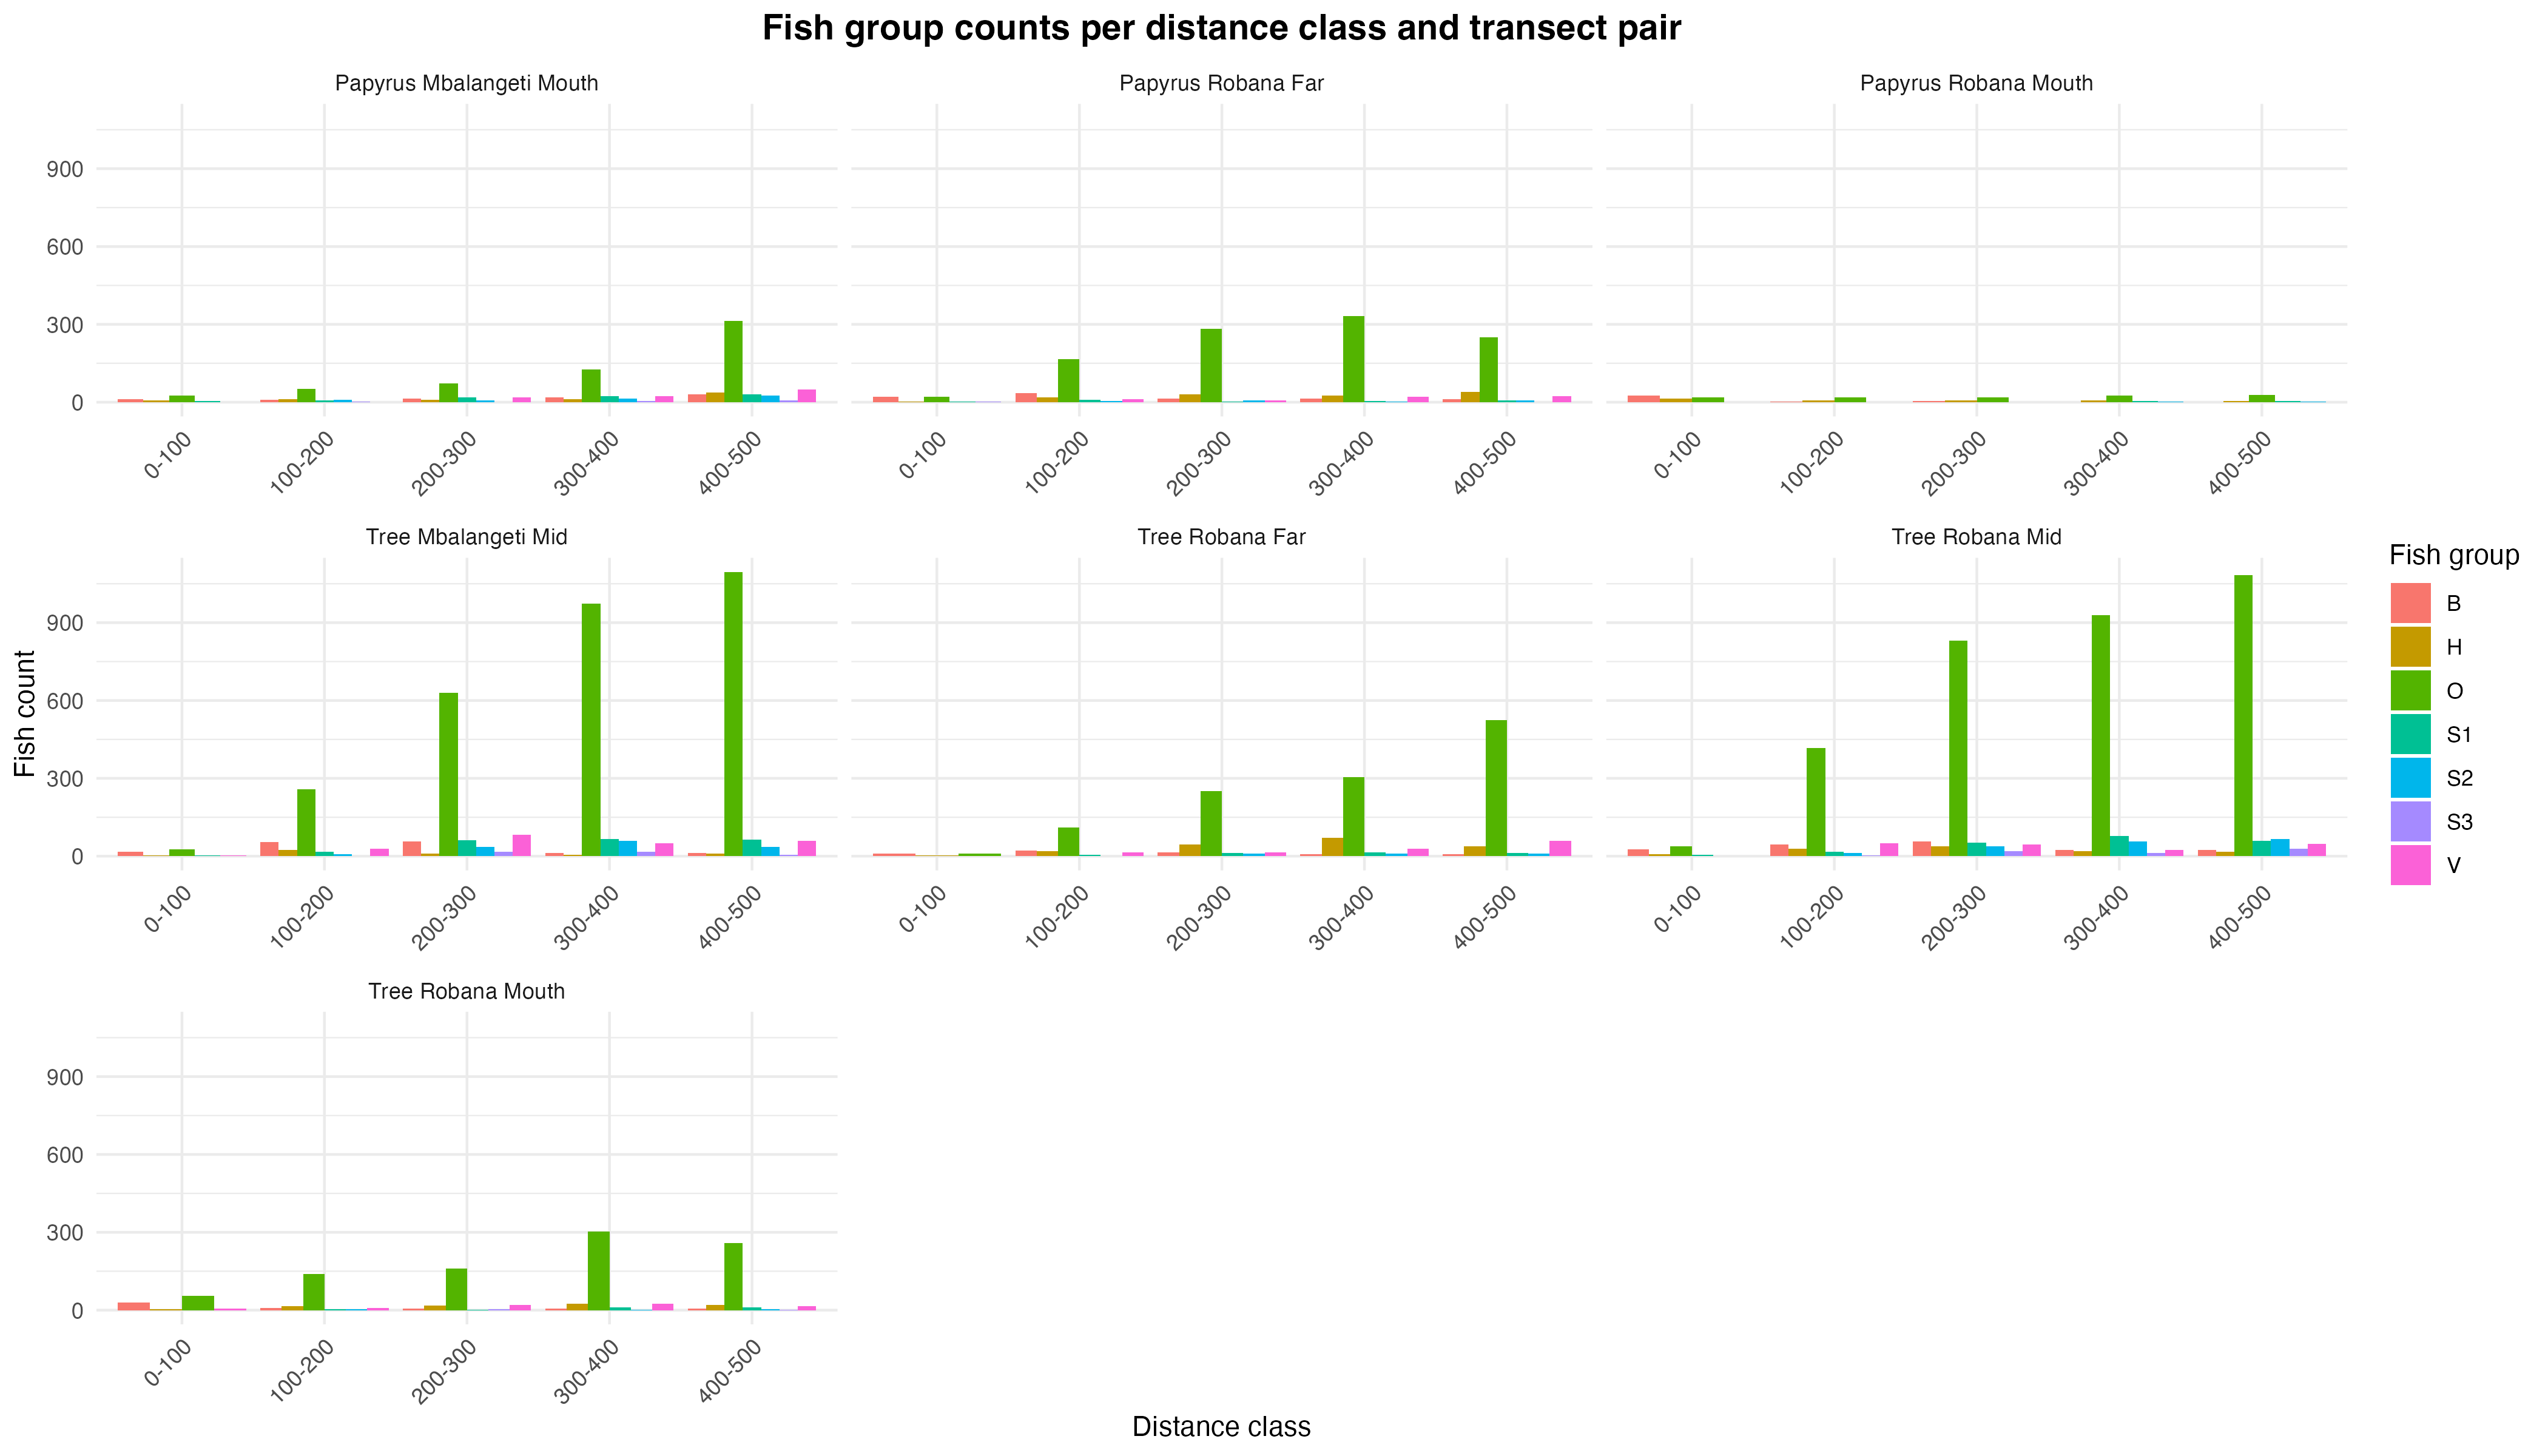 Fish group counts per distance class and transect pair
Papyrus Mbalangeti Mouth
Papyrus Robana Far
Papyrus Robana Mouth
900
600
300
0
0-100
100-200
200-300
300-400
400-500
0-100
100-200
200-300
300-400
400-500
0-100
100-200
200-300
300-400
400-500
Tree Mbalangeti Mid
Tree Robana Far
Tree Robana Mid
Fish count
900
600
300
0
0-100
100-200
200-300
300-400
400-500
0-100
100-200
200-300
300-400
400-500
0-100
100-200
200-300
300-400
400-500
Fish group
B
H
O
S1
S2
S3
V
Tree Robana Mouth
900
600
300
0
0-100
100-200
200-300
300-400
400-500
Distance class